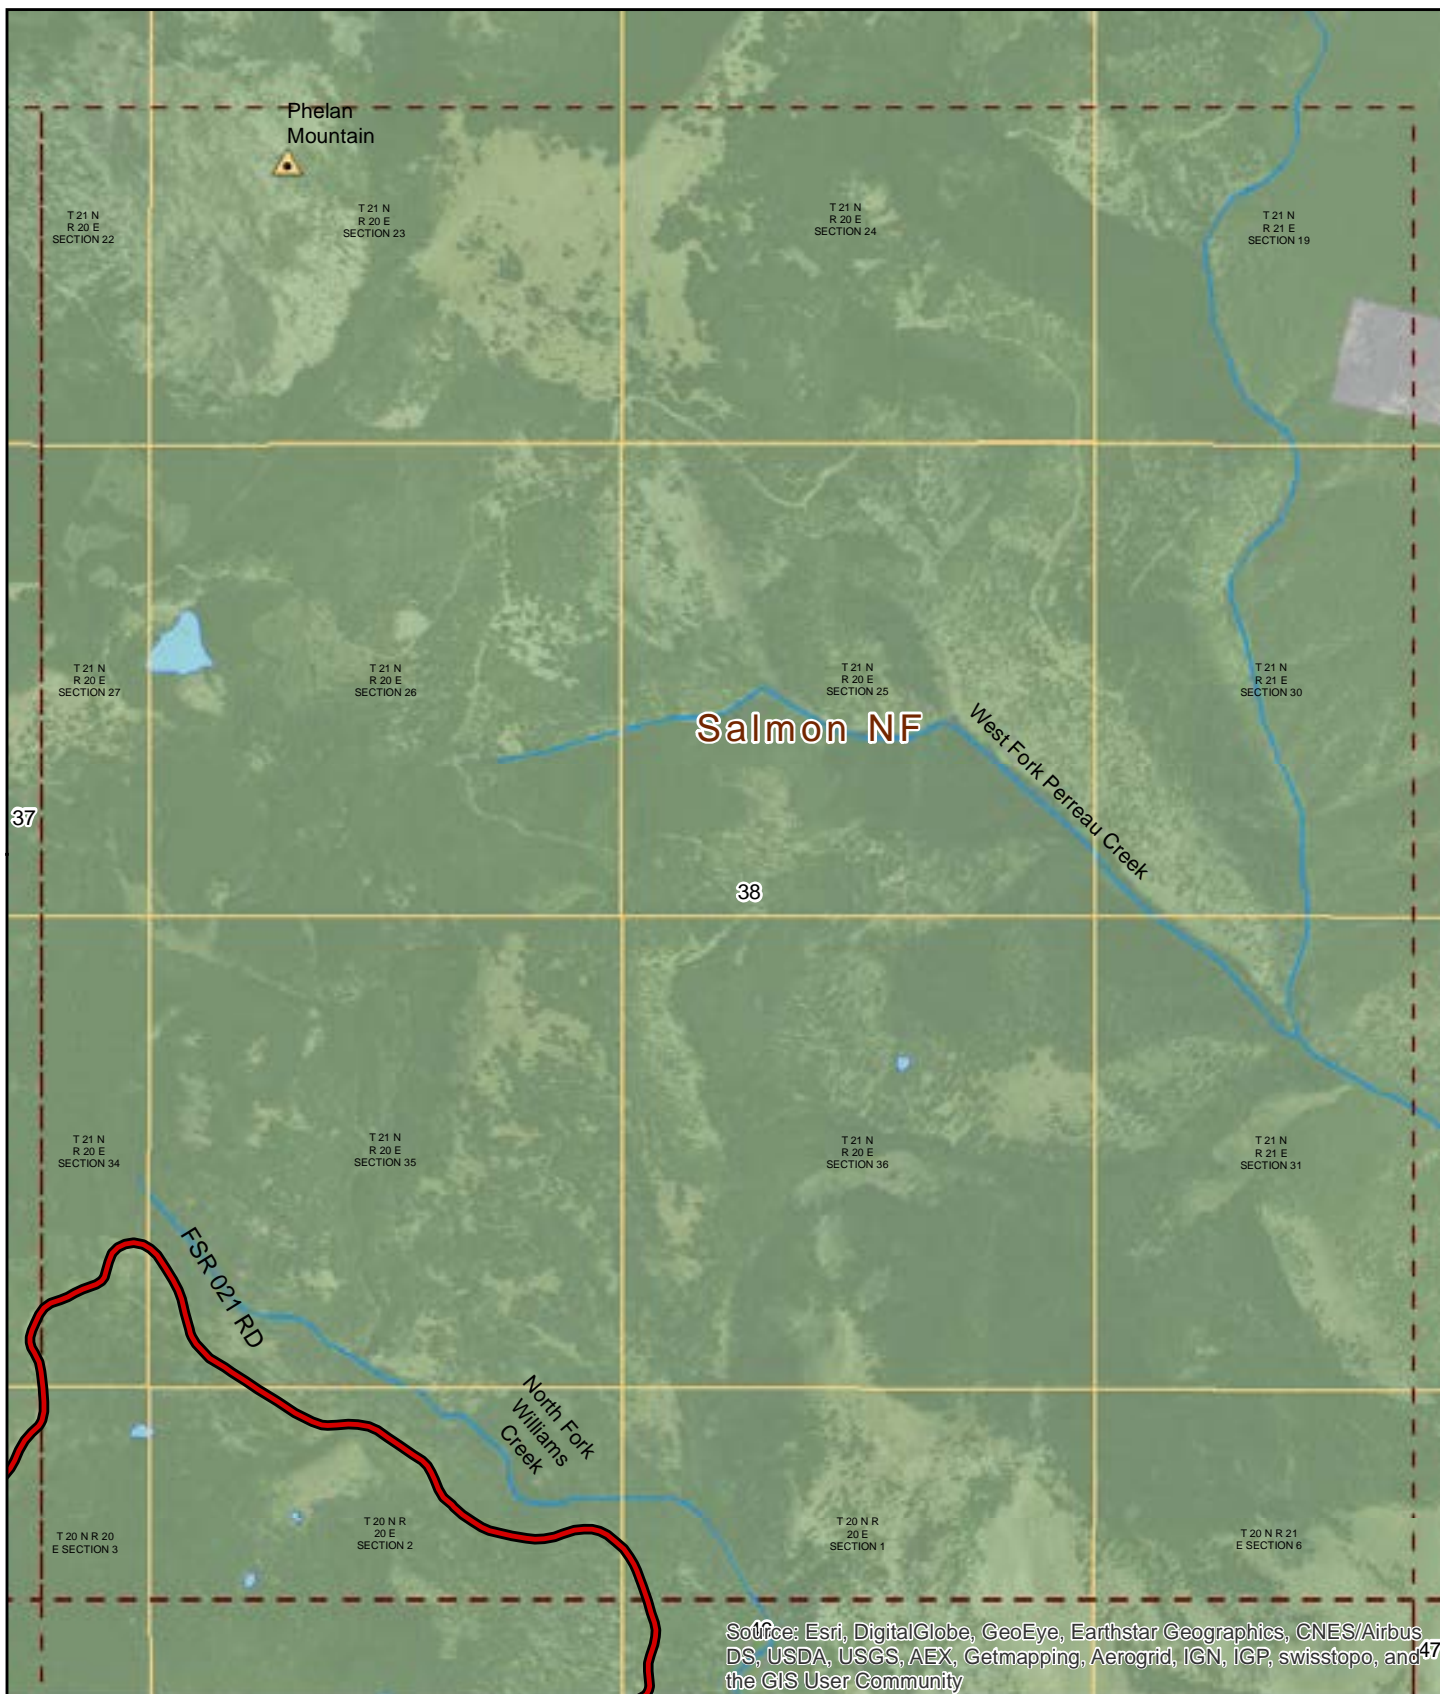 Phelan
Mountain
T 21 N
R 20 E
SECTION 22
T 21 N
R 20 E
SECTION 23
T 21 N
R 20 E
SECTION 24
T 21 N
R 21 E
SECTION 19
T 21 N
R 20 E
SECTION 27
T 21 N
R 20 E
SECTION 26
T 21 N
R 20 E
SECTION 25
T 21 N
R 21 E
SECTION 30
Salmon NF
West Fork Perreau Creek
37
38
T 21 N
R 20 E
SECTION 34
T 21 N
R 20 E
SECTION 35
T 21 N
R 20 E
SECTION 36
T 21 N
R 21 E
SECTION 31
FSR 021 RD
North Fork
Williams
Creek
T 20 N R 20
E SECTION 3
T 20 N R
20 E
SECTION 2
T 20 N R
20 E
SECTION 1
T 20 N R 21
E SECTION 6
Source: Esri, DigitalGlobe, GeoEye, Earthstar Geographics, CNES/Airbus
DS, USDA, USGS, AEX, Getmapping, Aerogrid, IGN, IGP, swisstopo, and
the GIS User Community
47